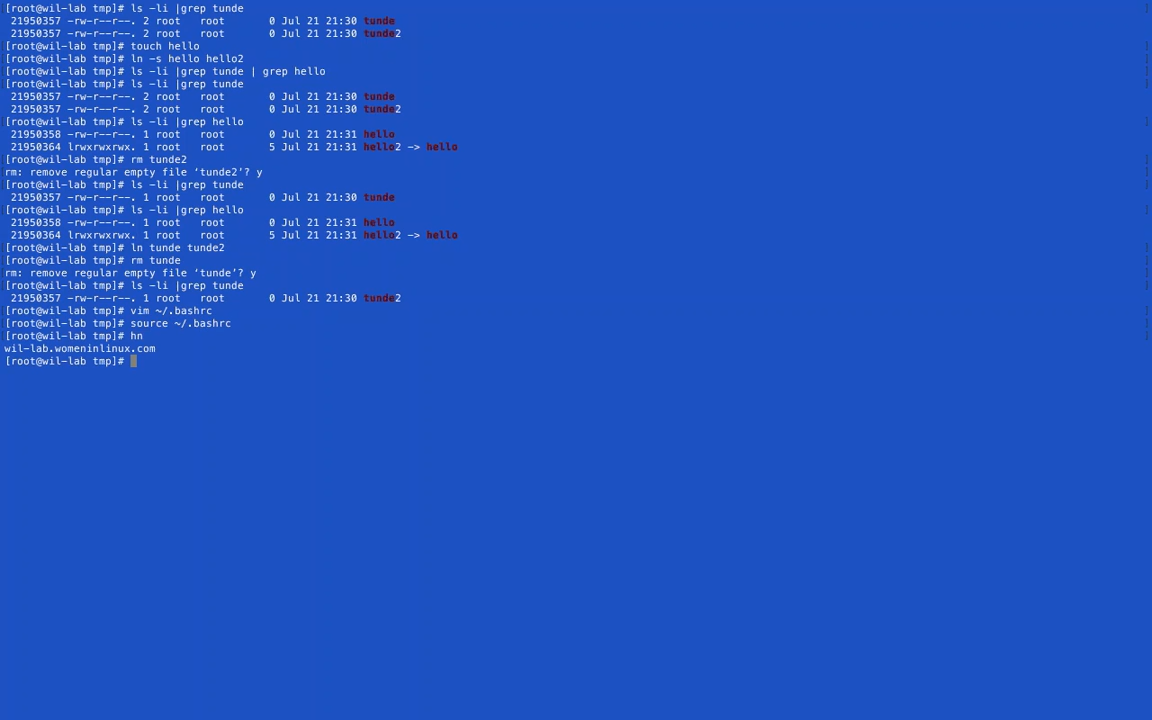 [root@wil-lab tmp]# ls -li |grep tunde
21950357 -rw-r--r--. 2 root   root       0 Jul 21 21:30 tunde
21950357 -rw-r--r--. 2 root   root       0 Jul 21 21:30 tunde2
[root@wil-lab tmp]# touch hello
[root@wil-lab tmp]# ln -s hello hello2
[root@wil-lab tmp]# ls -li |grep tunde | grep hello
[root@wil-lab tmp]# ls -li |grep tunde
21950357 -rw-r--r--. 2 root   root       0 Jul 21 21:30 tunde
21950357 -rw-r--r--. 2 root   root       0 Jul 21 21:30 tunde2
[root@wil-lab tmp]# ls -li |grep hello
21950358 -rw-r--r--. 1 root   root       0 Jul 21 21:31 hello
21950364 lrwxrwxrwx. 1 root   root       5 Jul 21 21:31 hello2 -> hello
[root@wil-lab tmp]# rm tunde2
rm: remove regular empty file ‘tunde2’? y
[root@wil-lab tmp]# ls -li |grep tunde
21950357 -rw-r--r--. 1 root   root       0 Jul 21 21:30 tunde
[root@wil-lab tmp]# ls -li |grep hello
21950358 -rw-r--r--. 1 root   root       0 Jul 21 21:31 hello
21950364 lrwxrwxrwx. 1 root   root       5 Jul 21 21:31 hello2 -> hello
[root@wil-lab tmp]# ln tunde tunde2
[root@wil-lab tmp]# rm tunde
rm: remove regular empty file ‘tunde’? y
[root@wil-lab tmp]# ls -li |grep tunde
21950357 -rw-r--r--. 1 root   root       0 Jul 21 21:30 tunde2
[root@wil-lab tmp]# vim ~/.bashrc
[root@wil-lab tmp]# source ~/.bashrc
[root@wil-lab tmp]# hn
wil-lab.womeninlinux.com
[root@wil-lab tmp]#